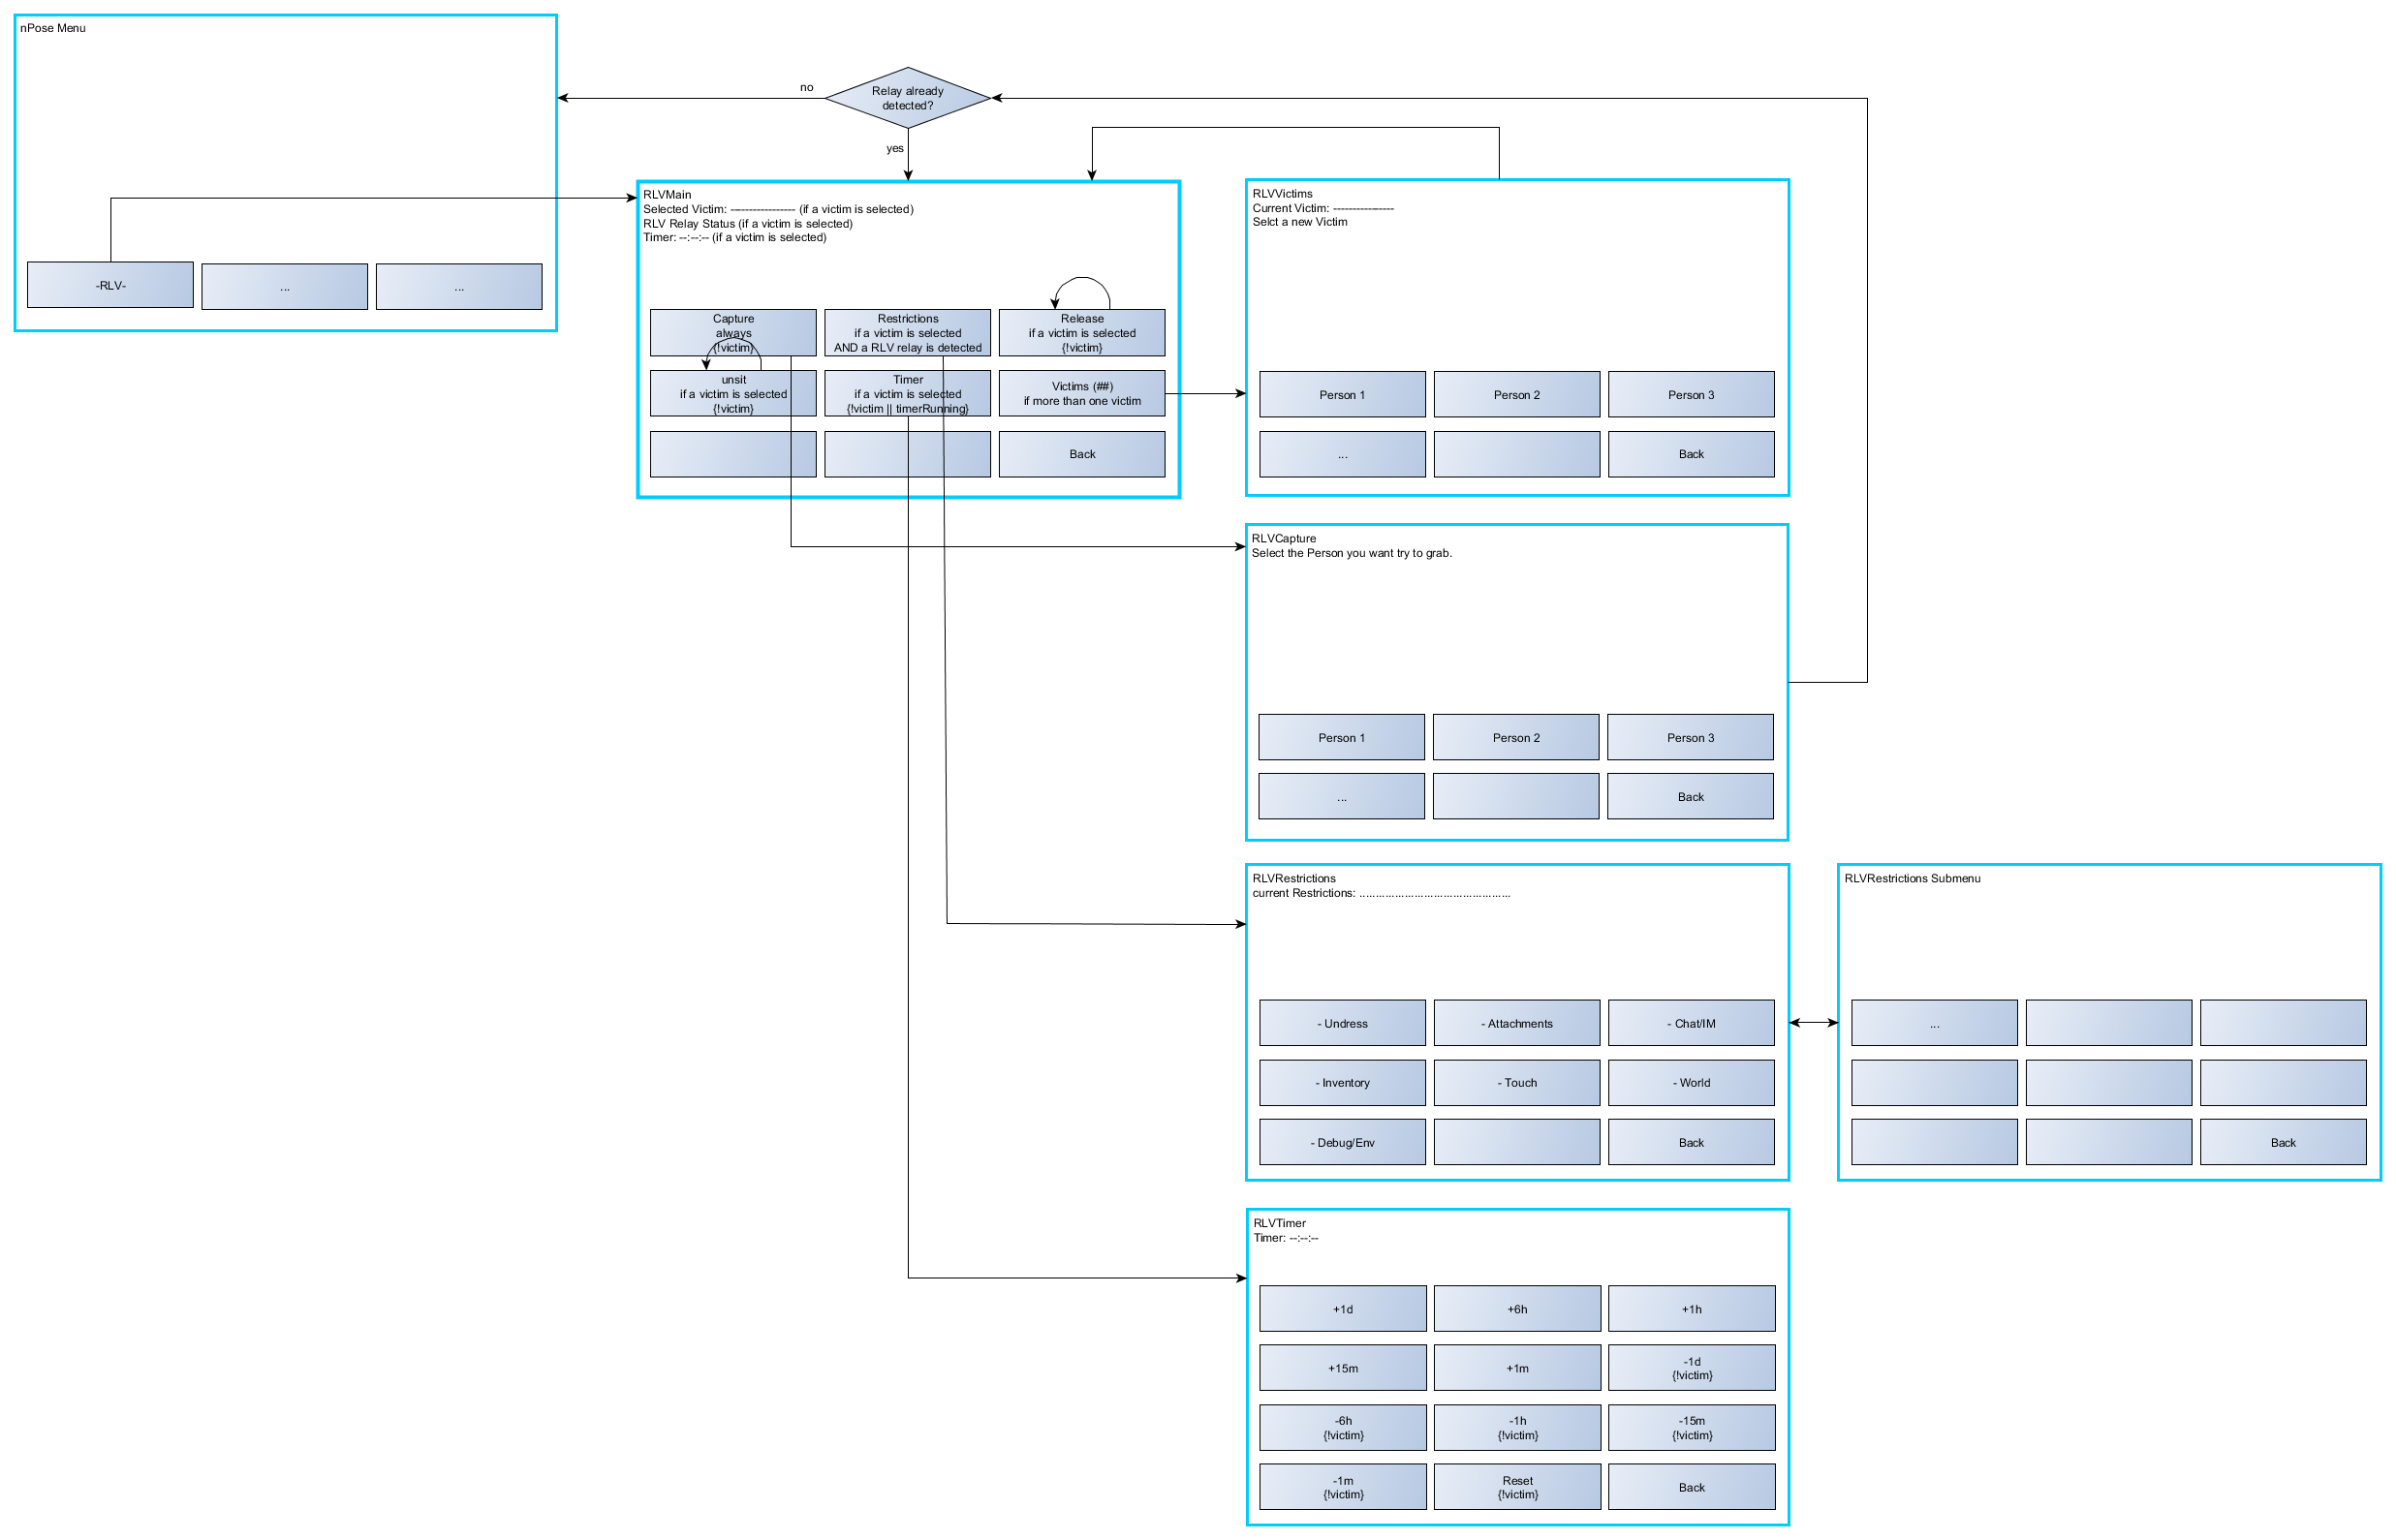 nPose Menu
-RLV-
...
...
no
Relay already
detected?
yes
RLVMain
Selected Victim: ----------------- (if a victim is selected)
RLV Relay Status (if a victim is selected)
Timer: --:--:-- (if a victim is selected)
Capture
always
{!victim}
Restrictions
if a victim is selected
AND a RLV relay is detected
Release
if a victim is selected
{!victim}
unsit
if a victim is selected
{!victim}
Timer
if a victim is selected
{!victim || timerRunning}
Victims (##)
if more than one victim
Back
RLVVictims
Current Victim: ----------------
Selct a new Victim
Person 1
Person 2
Person 3
...
Back
RLVCapture
Select the Person you want try to grab.
Person 1
Person 2
Person 3
...
Back
RLVRestrictions
current Restrictions: ...............................................
- Undress
- Attachments
- Chat/IM
- Inventory
- Touch
- World
- Debug/Env
Back
RLVRestrictions Submenu
...
Back
RLVTimer
Timer: --:--:--
+1d
+6h
+1h
+15m
+1m
-1d
{!victim}
-6h
{!victim}
-1h
{!victim}
-15m
{!victim}
-1m
{!victim}
Reset
{!victim}
Back